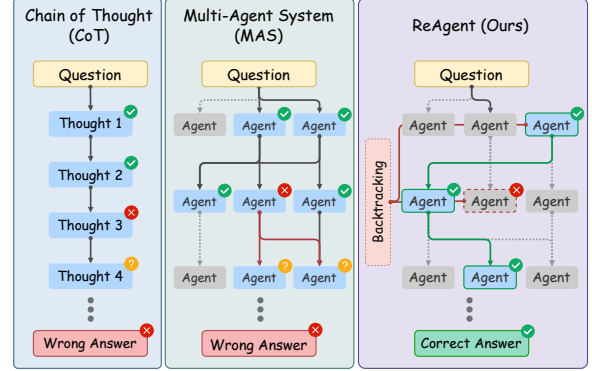 Chain of Thought
(CoT)
Question
Thought 1
Thought 2
Thought 3
Thought 4
?
Wrong Answer
Multi-Agent System
(MAS)
Question
Agent
Agent
Agent
Agent
Agent
Agent
Agent
Agent
?
Agent
?
Wrong Answer
ReAgent (Ours)
Question
Agent
Agent
Agent
Backtracking
Agent
Agent
Agent
Agent
Agent
Agent
Correct Answer